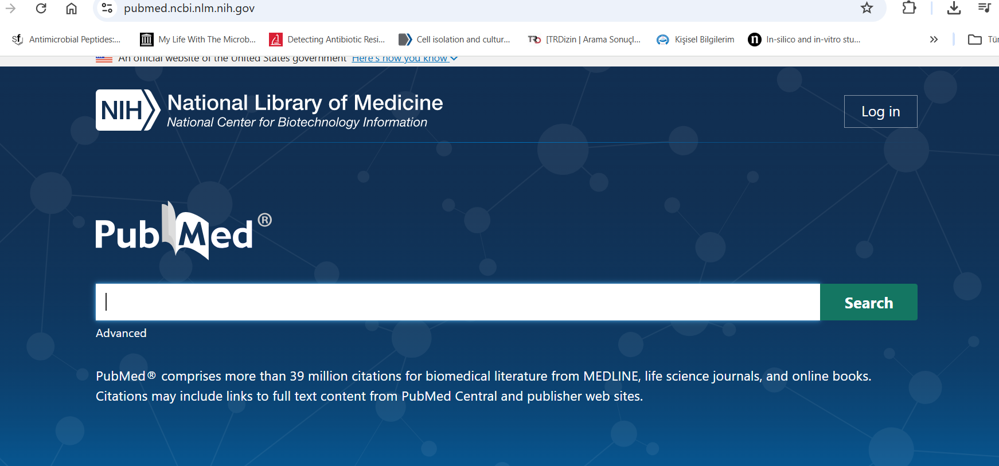 pubmed.ncbi.nlm.nih.gov
Antimicrobial Peptides:... My Life With The Microb... Detecting Antibiotic Resi... Cell isolation and cultur... TRD [TRDizin | Arama Sonuçl... Kişisel Bilgilerim n In-silico and in-vitro stu... » Tür
An official website of the United States government Here's how you know
NIH National Library of Medicine
National Center for Biotechnology Information
Log in
PubMed®
Search
Advanced
PubMed® comprises more than 39 million citations for biomedical literature from MEDLINE, life science journals, and online books.
Citations may include links to full text content from PubMed Central and publisher web sites.